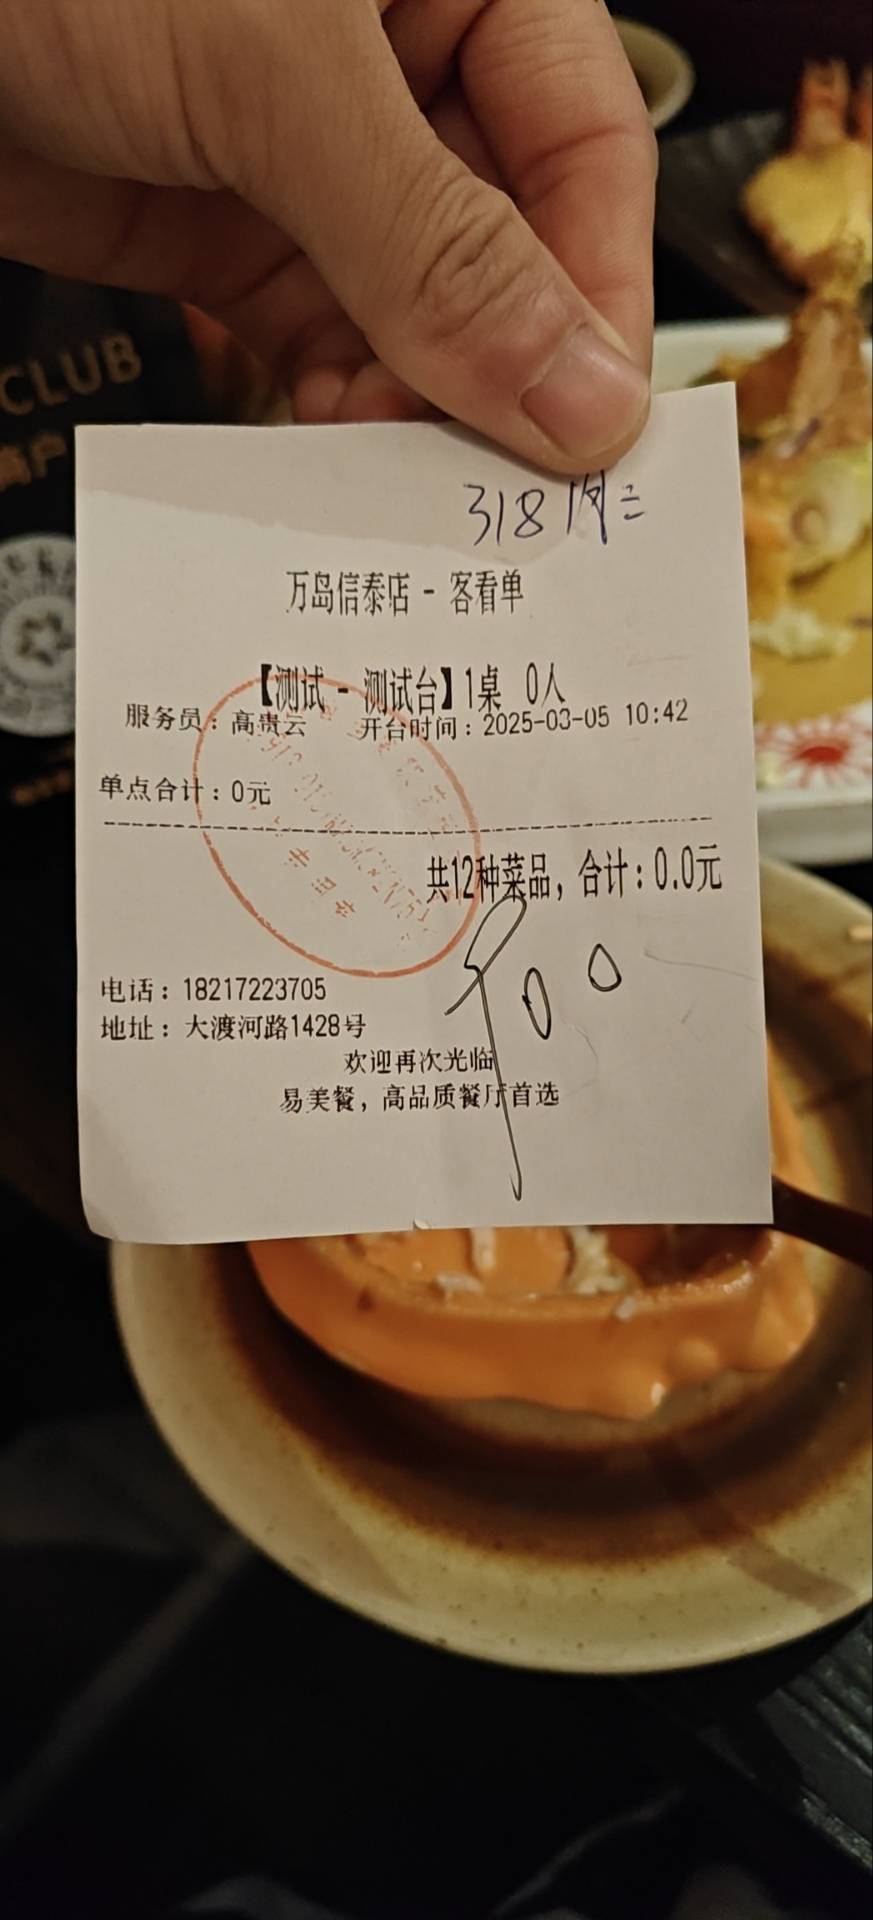 CLUB
318 周二
万岛信泰店 - 客看单
【测试 - 测试台】1桌 0人
服务员：高贵云 开台时间：2025-03-05 10:42
单点合计：0元
共12种菜品，合计：0.0元
电话：18217223705
地址：大渡河路1428号
欢迎再次光临
易美餐，高品质餐厅首选